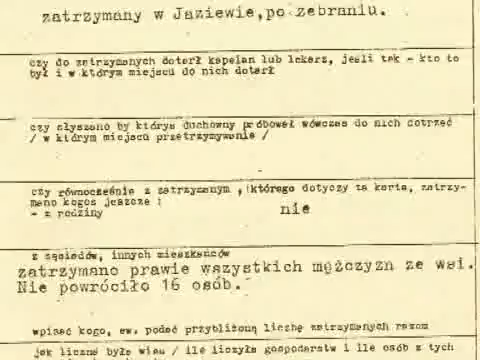 zatrzymany w Jaziewie, po zebraniu.
czy do zatrzymanych dotarł kapelan lub lekarz, jeśli tak - kto to
był i w którym miejscu do nich dotarł
czy słyszano by któryś duchowny próbował wówczas do nich dotrzeć
/ w którym miejscu przetrzymywania /
czy równocześnie z zatrzymanym, którego dotyczy ta karta, zatrzy-
mano kogoś jeszcze :
- z rodziny nie
z sąsiadów, innych mieszkańców
zatrzymano prawie wszystkich mężczyzn ze wsi.
Nie powróciło 16 osób.
wpisać kogo, ew. podać przybliżoną liczbę zatrzymanych razem
jak liczna była wieś / ile liczyła gospodarstw i ile osób z tych